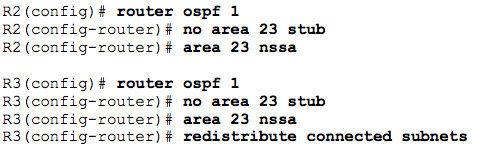 R2(config)# router ospf 1
R2(config-router)# no area 23 stub
R2(config-router)# area 23 nssa
R3(config)# router ospf 1
R3(config-router)# no area 23 stub
R3(config-router)# area 23 nssa
R3(config-router)# redistribute connected subnets